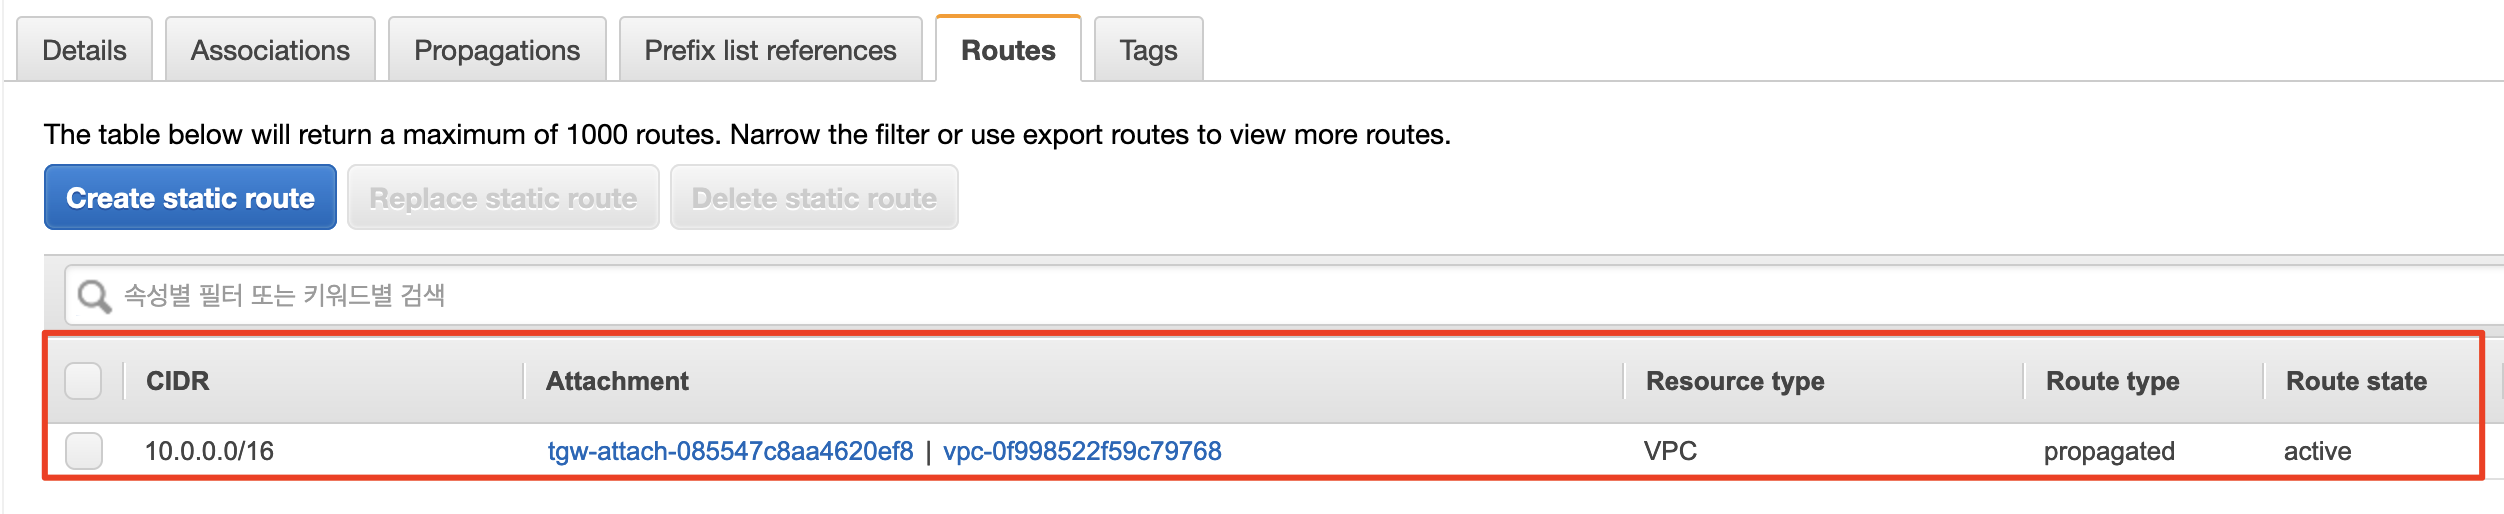 Details Associations Propagations Prefix list references Routes Tags
The table below will return a maximum of 1000 routes. Narrow the filter or use export routes to view more routes.
Create static route Replace static route Delete static route
속성별 필터 또는 키워드별 검색
CIDR Attachment Resource type Route type Route state
10.0.0.0/16 tgw-attach-085547c8aa4620ef8 | vpc-0f998522f59c79768 VPC propagated active